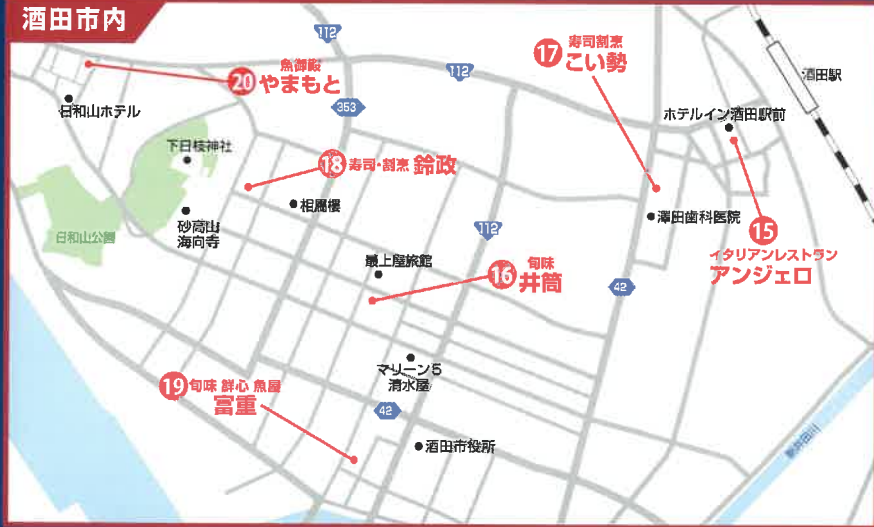 酒田市内
112
寿司割烹
17 こい勢
魚御殿
20 やまもと
112
酒田駅
日和山ホテル
353
ホテルイン酒田駅前
下日枝神社
18 寿司・割烹 鈴政
相馬樓
砂高山
海向寺
日和山公園
澤田歯科医院
15
イタリアンレストラン
アンジェロ
112
最上屋旅館
旬味
16 井筒
42
マリーン5
清水屋
19 旬味 鮮心 魚屋
富重
42
酒田市役所
新井田川